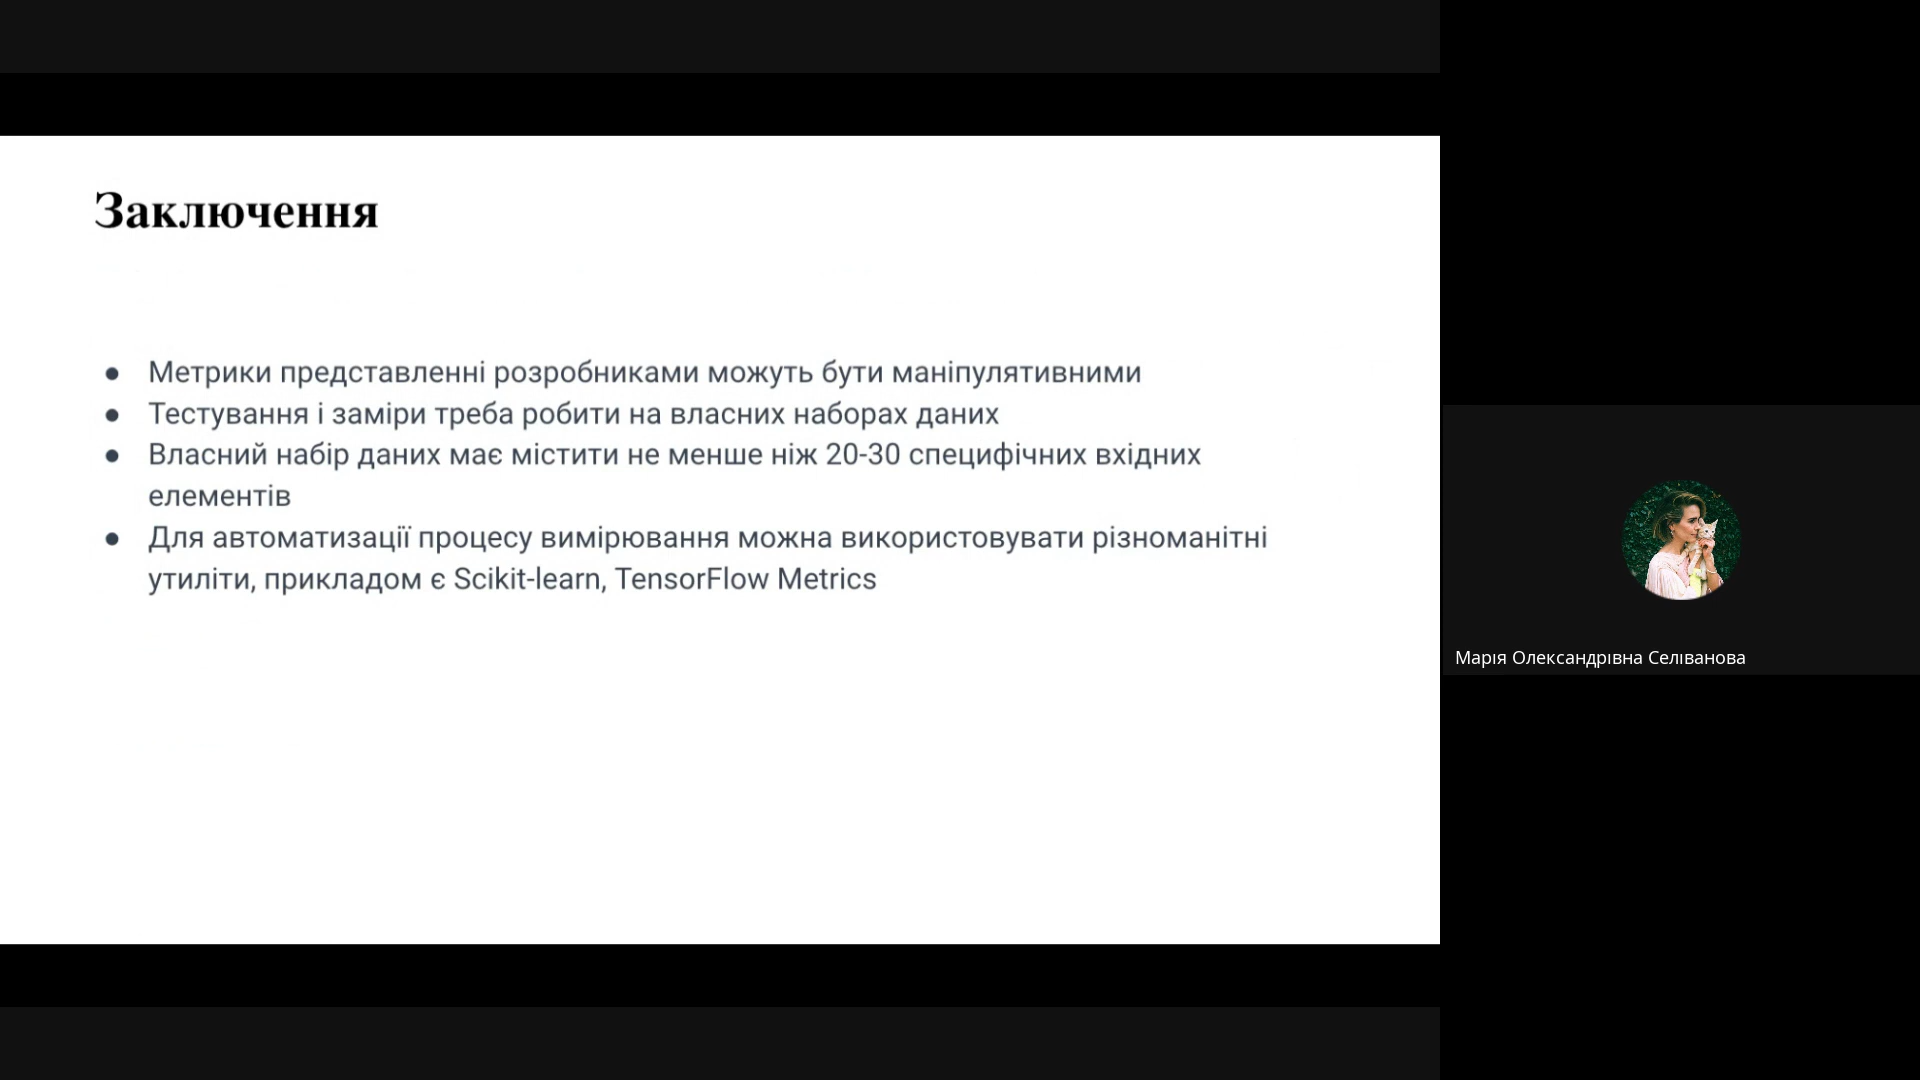 Заключення
● Метрики представленні розробниками можуть бути маніпулятивними
● Тестування і заміри треба робити на власних наборах даних
● Власний набір даних має містити не менше ніж 20-30 специфічних вхідних
елементів
● Для автоматизації процесу вимірювання можна використовувати різноманітні
утиліти, прикладом є Scikit-learn, TensorFlow Metrics
Марія Олександрівна Селіванова